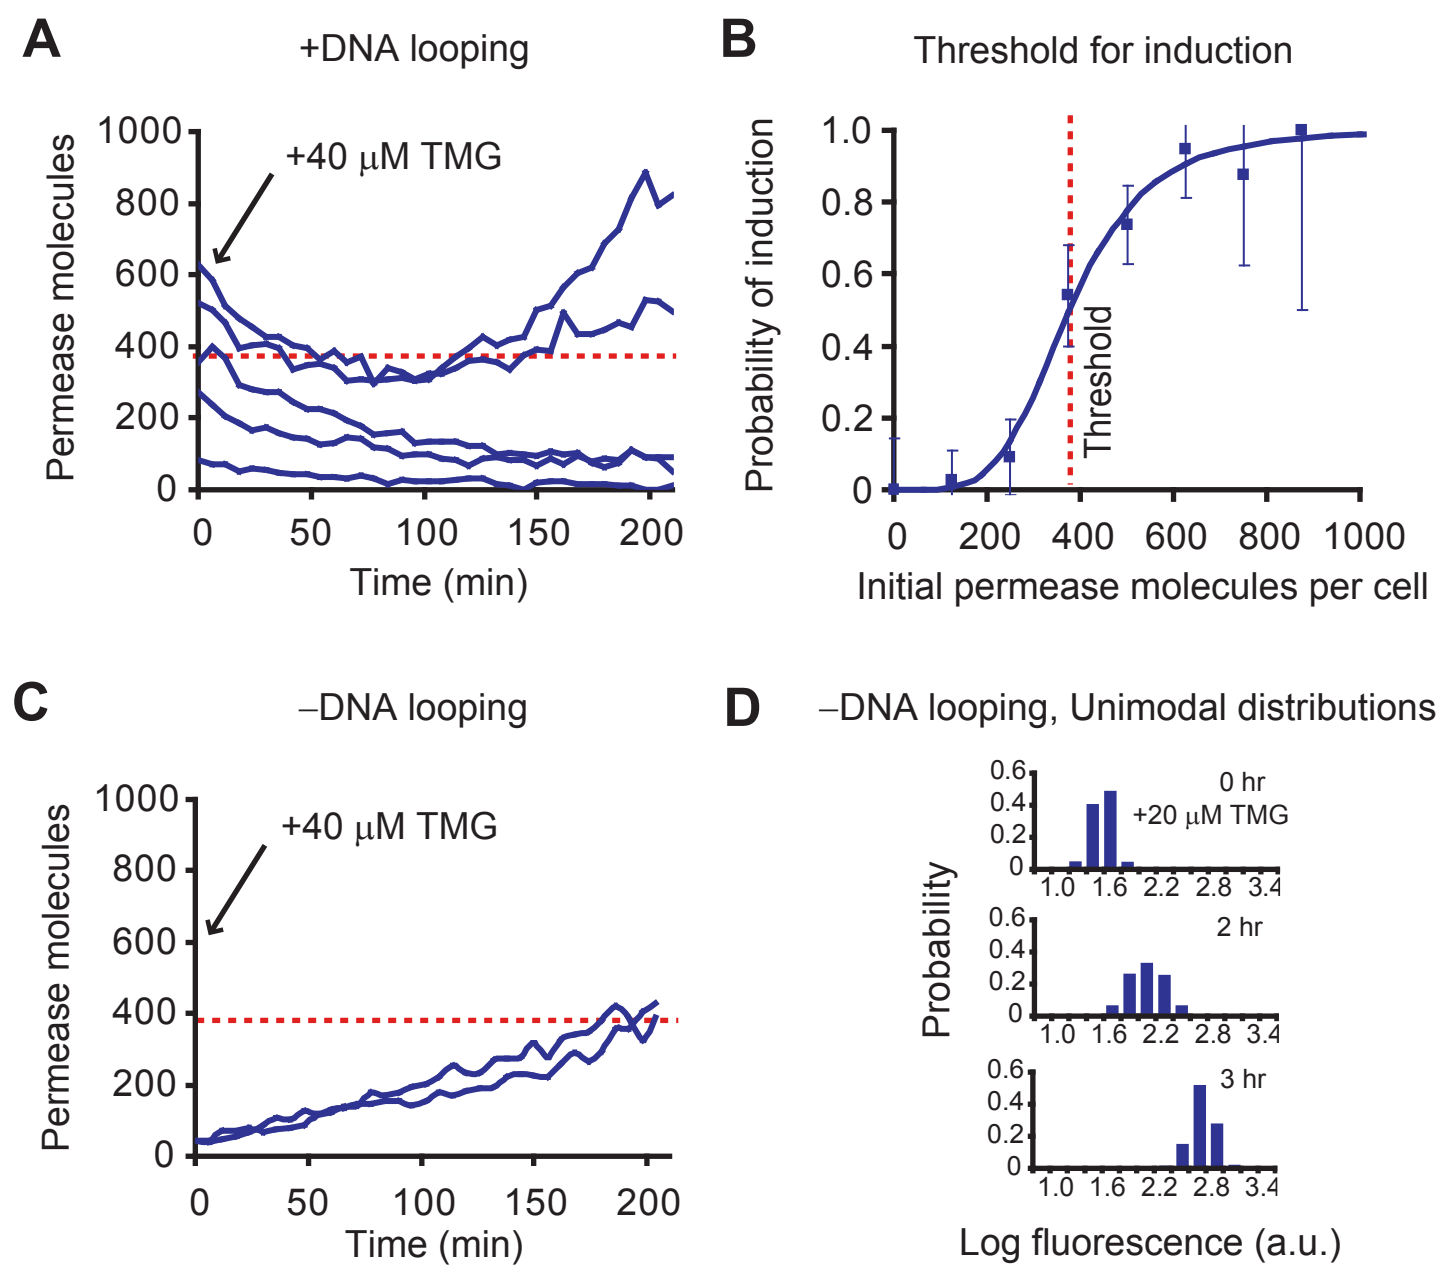 A
+DNA looping
Permease molecules
1000
800
600
400
200
0
+40 μM TMG
0 50 100 150 200
Time (min)
B
Threshold for induction
Probability of induction
1.0
0.8
0.6
0.4
0.2
0
Threshold
0 200 400 600 800 1000
Initial permease molecules per cell
C
–DNA looping
Permease molecules
1000
800
600
400
200
0
+40 μM TMG
0 50 100 150 200
Time (min)
D
–DNA looping, Unimodal distributions
Probability
0.6
0.4
0.2
0
0 hr
+20 μM TMG
1.0 1.6 2.2 2.8 3.4
0.6
0.4
0.2
0
2 hr
1.0 1.6 2.2 2.8 3.4
0.6
0.4
0.2
0
3 hr
1.0 1.6 2.2 2.8 3.4
Log fluorescence (a.u.)